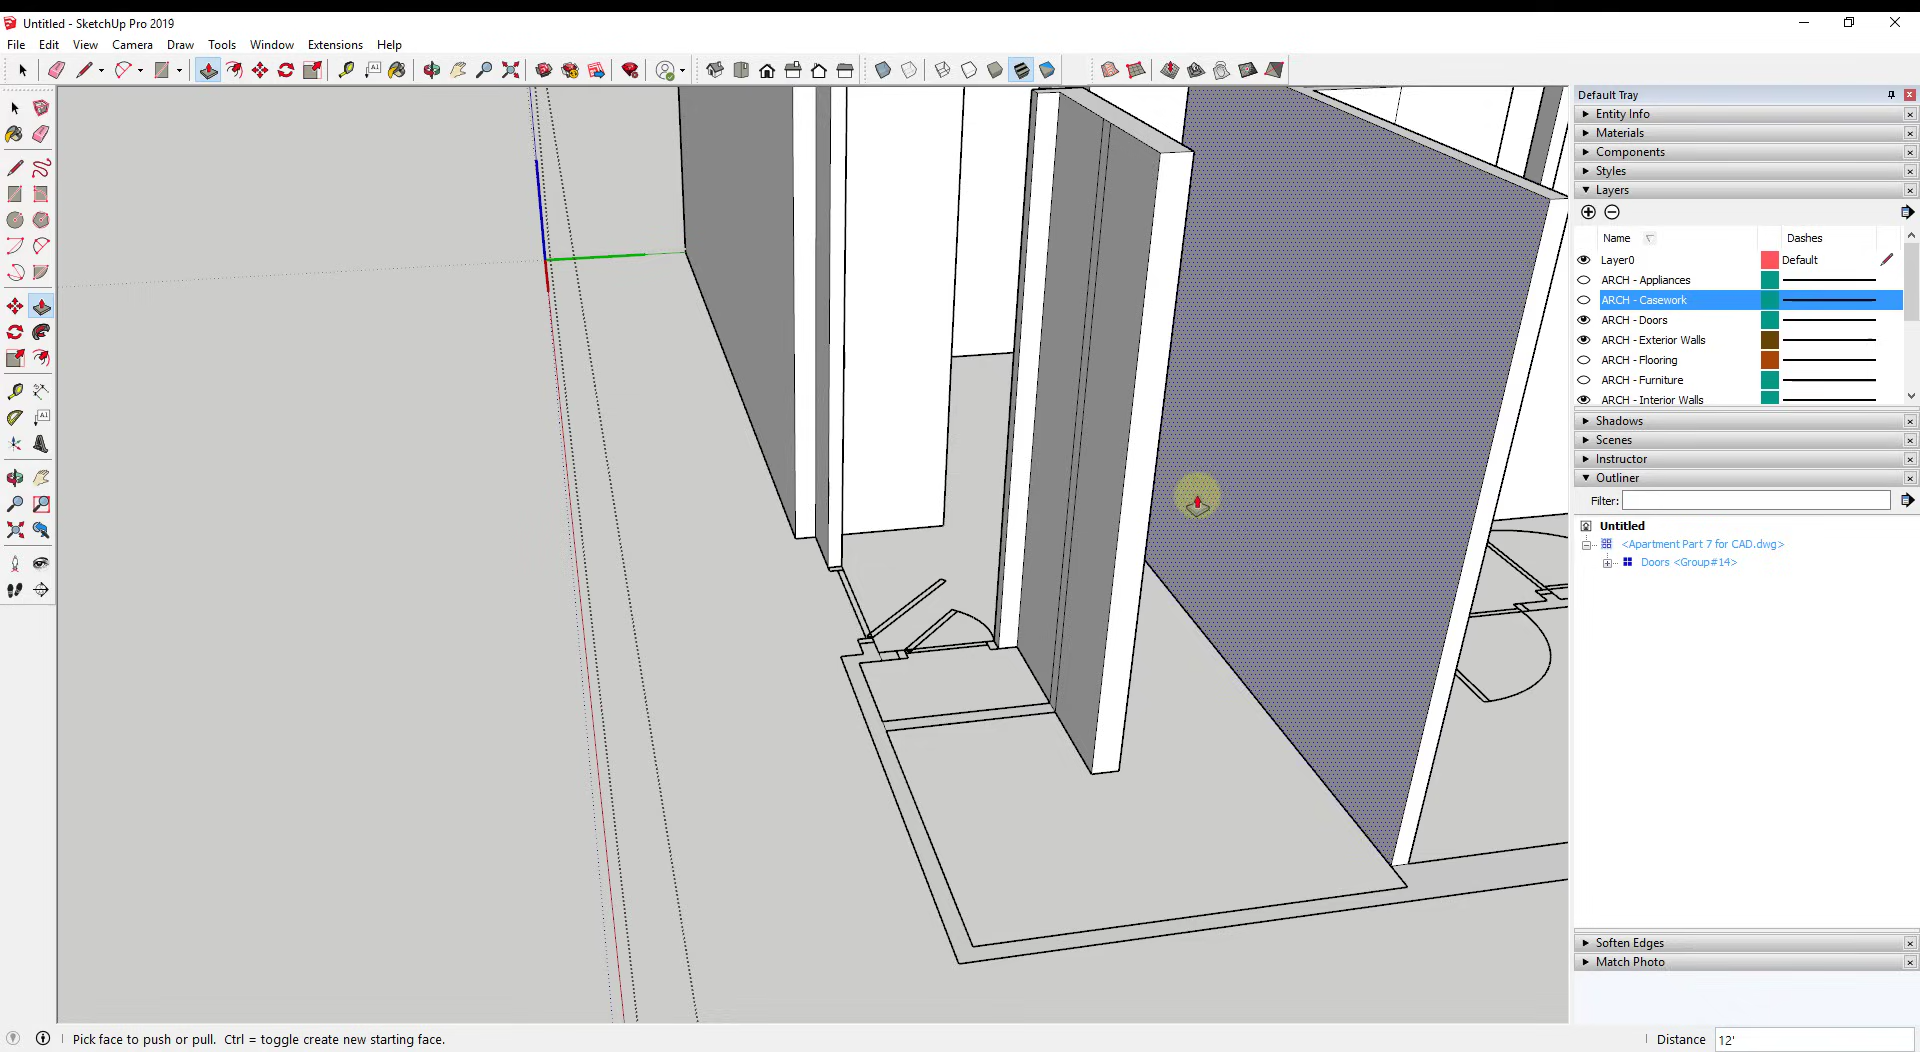 Untitled - SketchUp Pro 2019
File Edit View Camera Draw Tools Window Extensions Help
Default Tray
Entity Info
Materials
Components
Styles
Layers
Name Dashes
Layer0 Default
ARCH - Appliances
ARCH - Casework
ARCH - Doors
ARCH - Exterior Walls
ARCH - Flooring
ARCH - Furniture
ARCH - Interior Walls
Shadows
Scenes
Instructor
Outliner
Filter:
Untitled
<Apartment Part 7 for CAD.dwg>
Doors <Group#14>
Soften Edges
Match Photo
Pick face to push or pull. Ctrl = toggle create new starting face.
Distance 12'